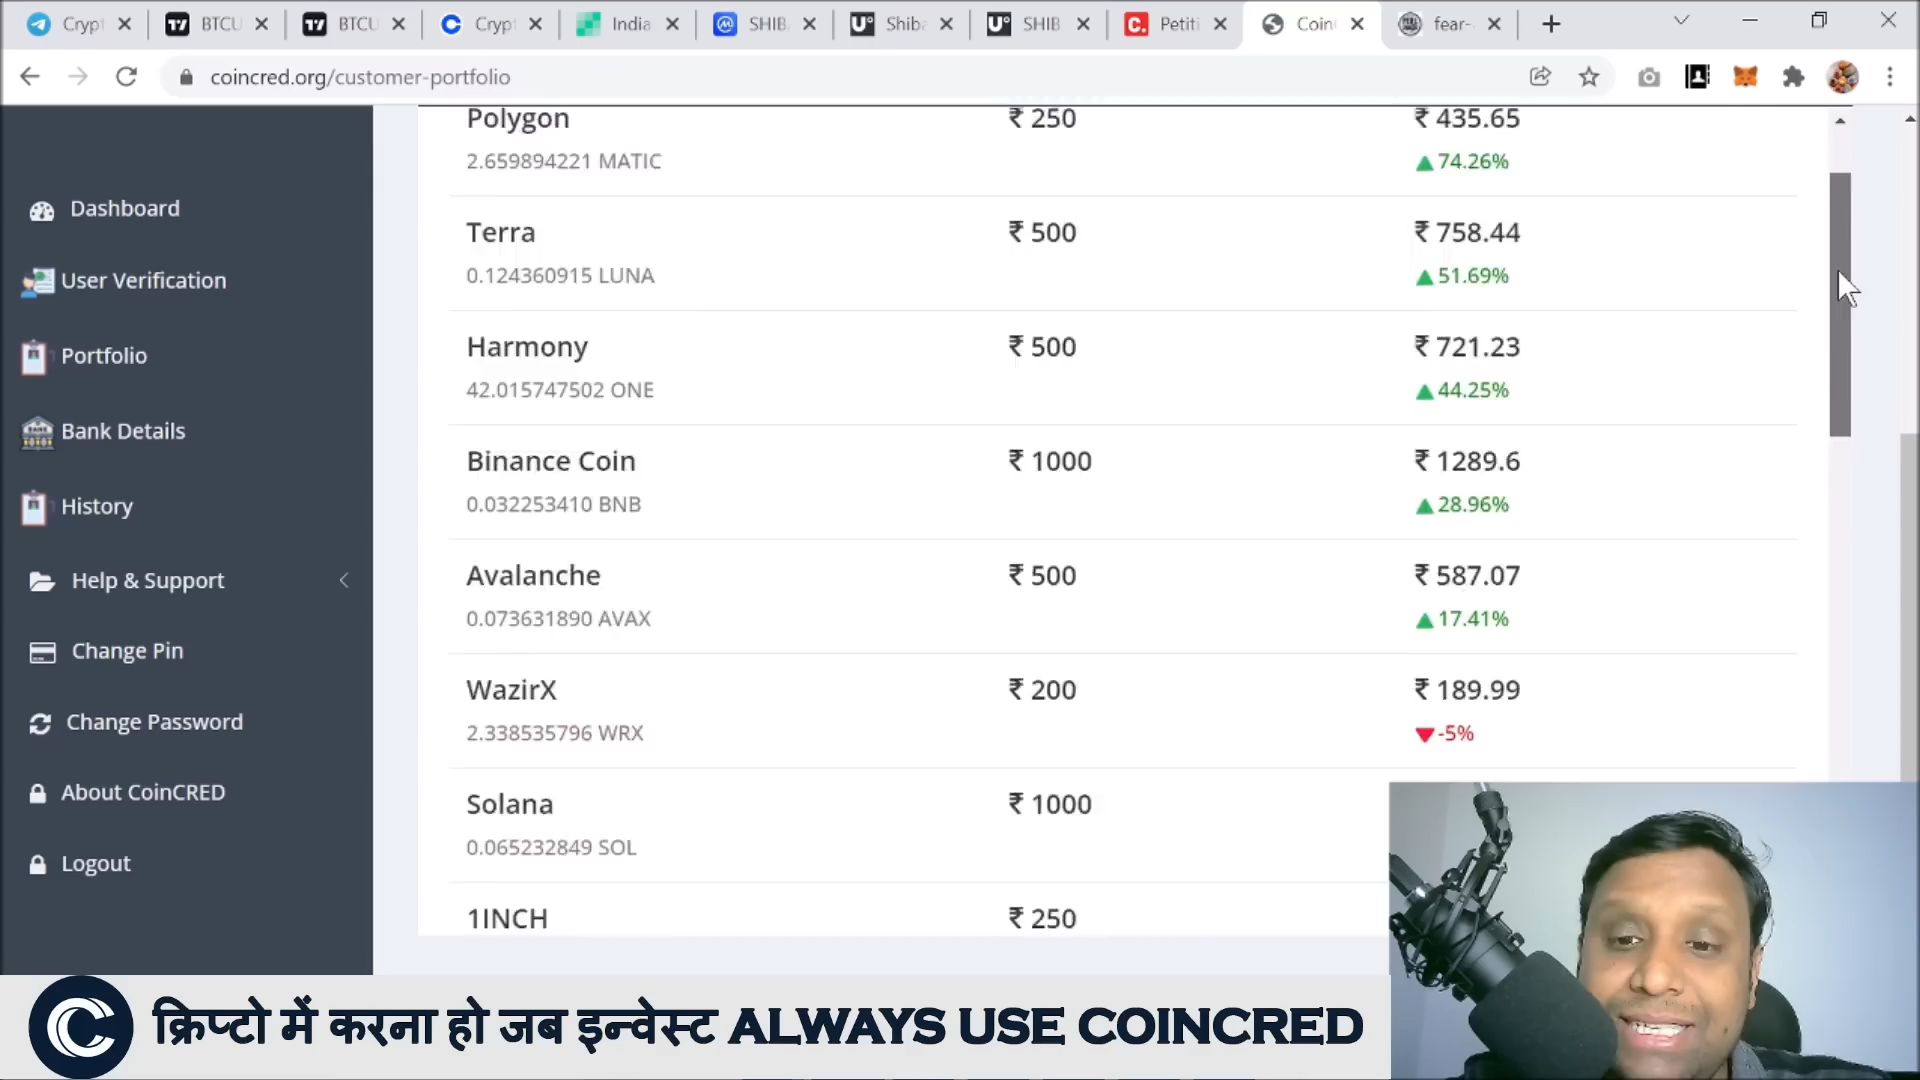 Crypt
BTCU
BTCU
Crypt
India
SHIB
Shiba
SHIB
Petiti
Coin
fear-
coincred.org/customer-portfolio
Dashboard
User Verification
Portfolio
Bank Details
History
Help & Support
Change Pin
Change Password
About CoinCRED
Logout
Polygon ₹ 250 ₹ 435.65
2.659894221 MATIC 74.26%
Terra ₹ 500 ₹ 758.44
0.124360915 LUNA 51.69%
Harmony ₹ 500 ₹ 721.23
42.015747502 ONE 44.25%
Binance Coin ₹ 1000 ₹ 1289.6
0.032253410 BNB 28.96%
Avalanche ₹ 500 ₹ 587.07
0.073631890 AVAX 17.41%
WazirX ₹ 200 ₹ 189.99
2.338535796 WRX -5%
Solana ₹ 1000
0.065232849 SOL
1INCH ₹ 250
क्रिप्टो में करना हो जब इन्वेस्ट ALWAYS USE COINCRED